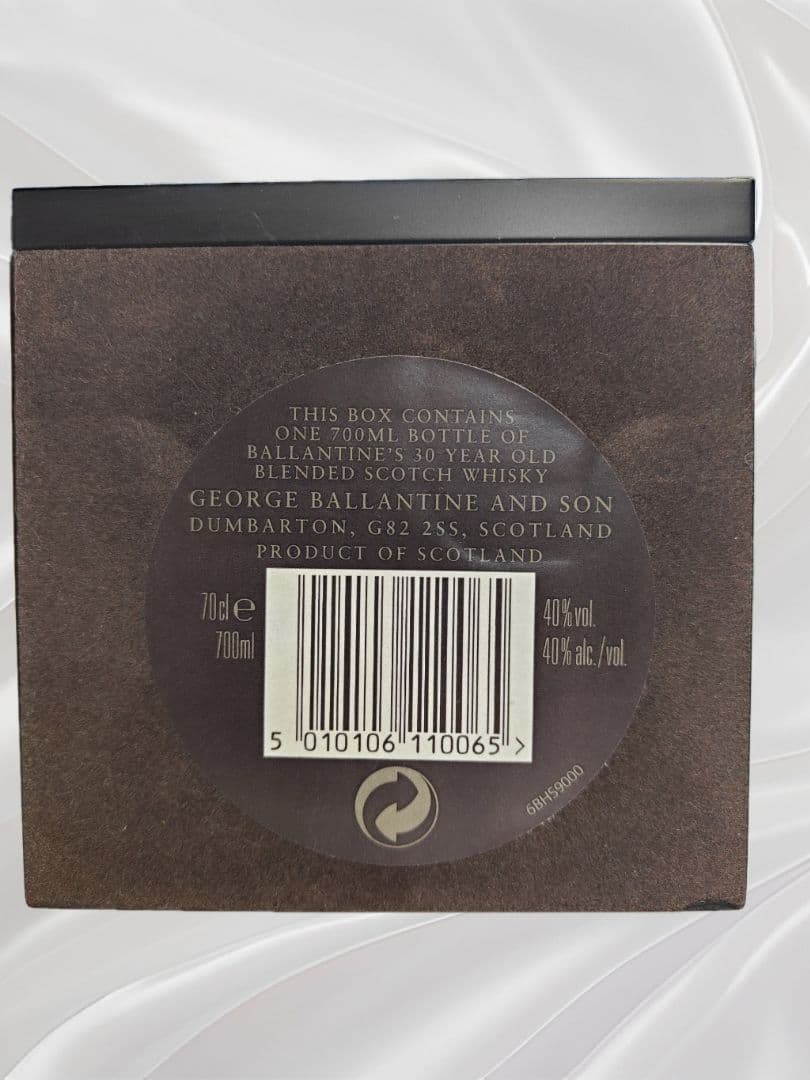 THIS BOX CONTAINS
ONE 700ML BOTTLE OF
BALLANTINE'S 30 YEAR OLD
BLENDED SCOTCH WHISKY
GEORGE BALLANTINE AND SON
DUMBARTON, G82 2SS, SCOTLAND
PRODUCT OF SCOTLAND
70cl e
700ml
40% vol.
40% alc./vol.
5 010106 110065 >
6BHS9000